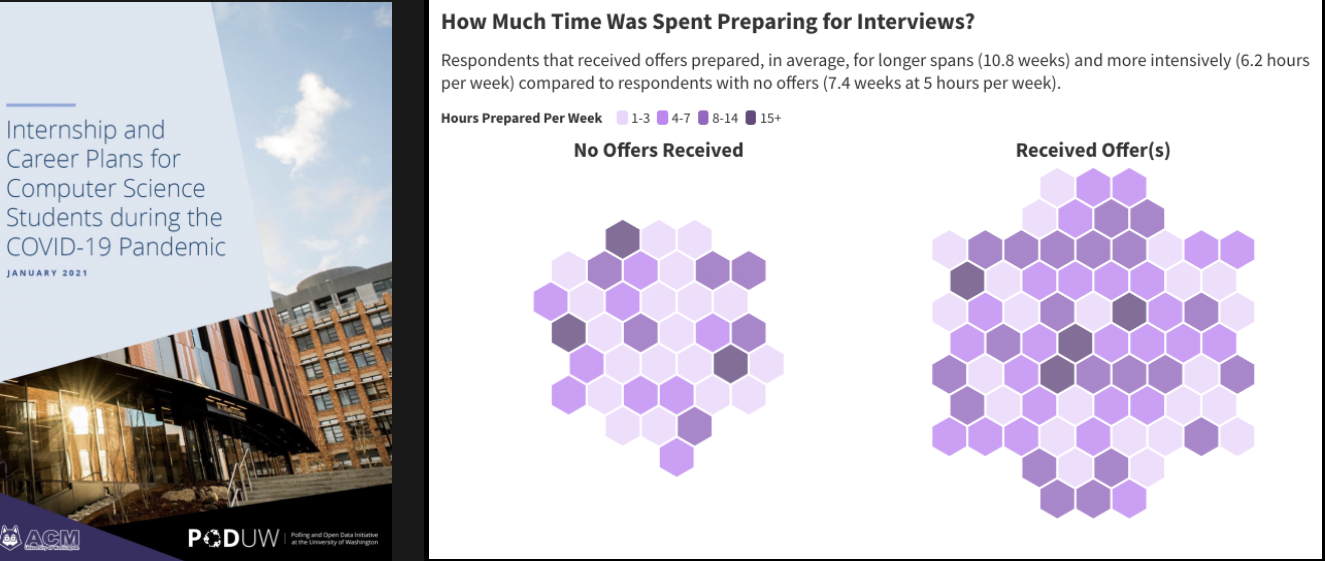 Internship and
Career Plans for
Computer Science
Students during the
COVID-19 Pandemic
JANUARY 2021
ACM
PODUW
Polling and Open Data Initiative
at the University of Washington
How Much Time Was Spent Preparing for Interviews?
Respondents that received offers prepared, in average, for longer spans (10.8 weeks) and more intensively (6.2 hours
per week) compared to respondents with no offers (7.4 weeks at 5 hours per week).
Hours Prepared Per Week 1-3 4-7 8-14 15+
No Offers Received
Received Offer(s)